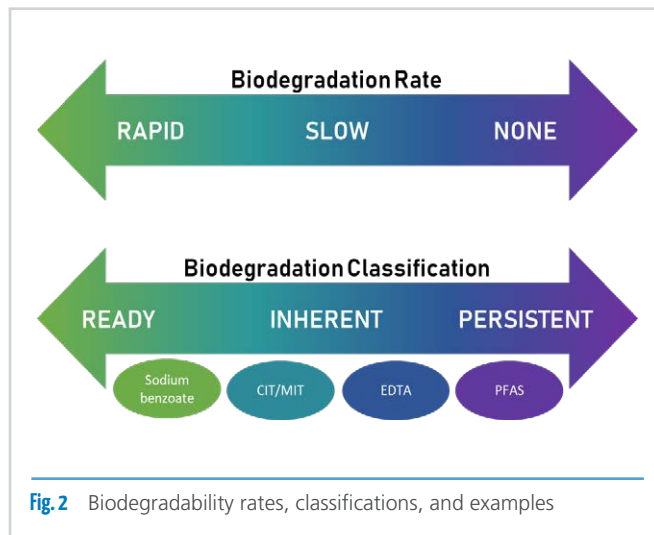 Biodegradation Rate
RAPID SLOW NONE
Biodegradation Classification
READY INHERENT PERSISTENT
Sodium
benzoate CIT/MIT EDTA PFAS
Fig. 2 Biodegradability rates, classifications, and examples